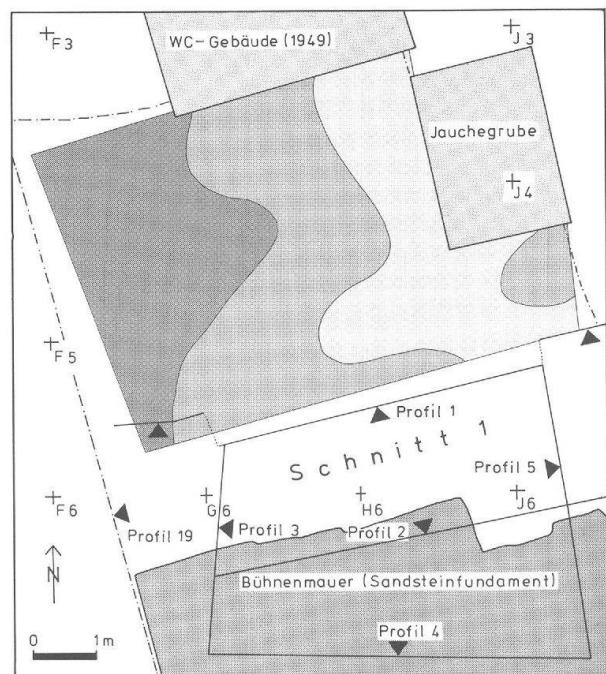 F3
WC-Gebäude (1949)
J3
Jauchegrube
J4
F5
Profil 1
Schnitt 1
Profil 5
F6
G6
H6
J6
Profil 19
Profil 3
Profil 2
N
Bühnenmauer (Sandsteinfundament)
0 1m
Profil 4